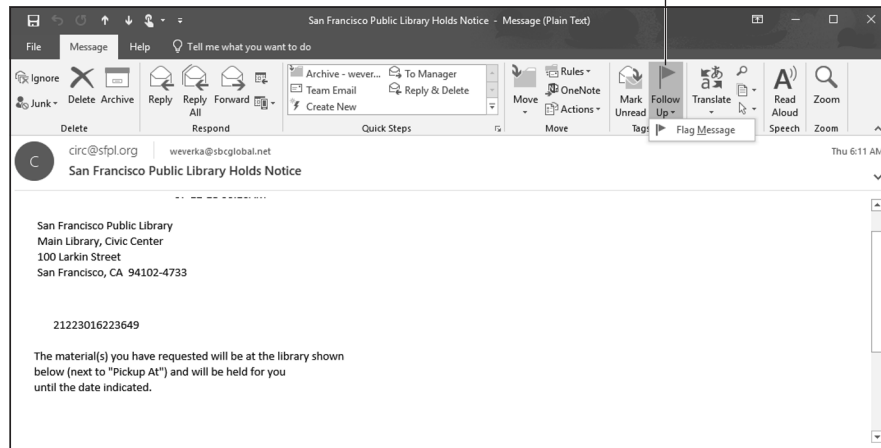 San Francisco Public Library Holds Notice - Message (Plain Text)
File Message Help Tell me what you want to do
Ignore
Junk
Delete Archive
Reply Reply All Forward
Archive - wever... To Manager
Team Email Reply & Delete
Create New
Move
Rules
OneNote
Actions
Mark Unread
Follow Up
Translate
Read Aloud
Zoom
Delete Respond Quick Steps Move Tags Speech Zoom
Flag Message
C
circ@sfpl.org weverka@sbcglobal.net
Thu 6:11 AM
San Francisco Public Library Holds Notice
San Francisco Public Library
Main Library, Civic Center
100 Larkin Street
San Francisco, CA 94102-4733
21223016223649
The material(s) you have requested will be at the library shown
below (next to "Pickup At") and will be held for you
until the date indicated.